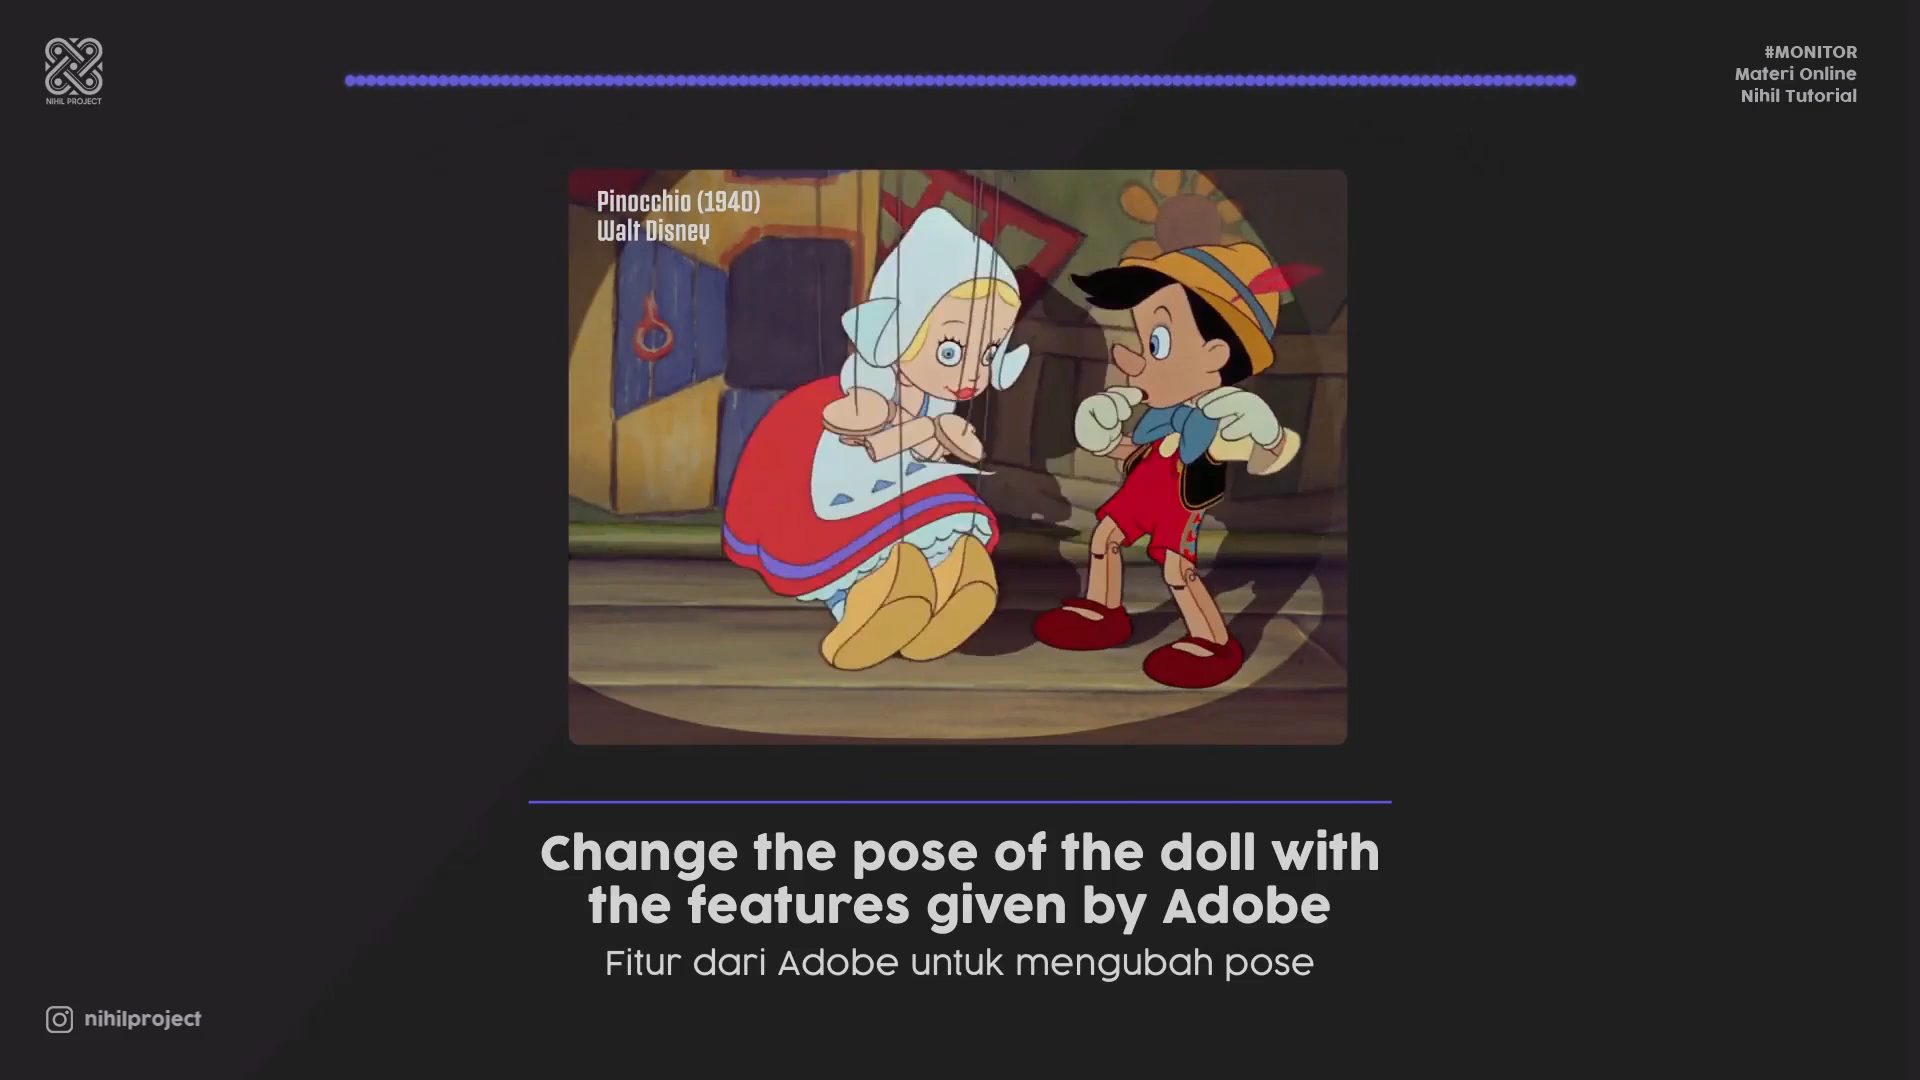 NIHIL PROJECT
#MONITOR
Materi Online
Nihil Tutorial
Pinocchio (1940)
Walt Disney
Change the pose of the doll with
the features given by Adobe
Fitur dari Adobe untuk mengubah pose
nihilproject